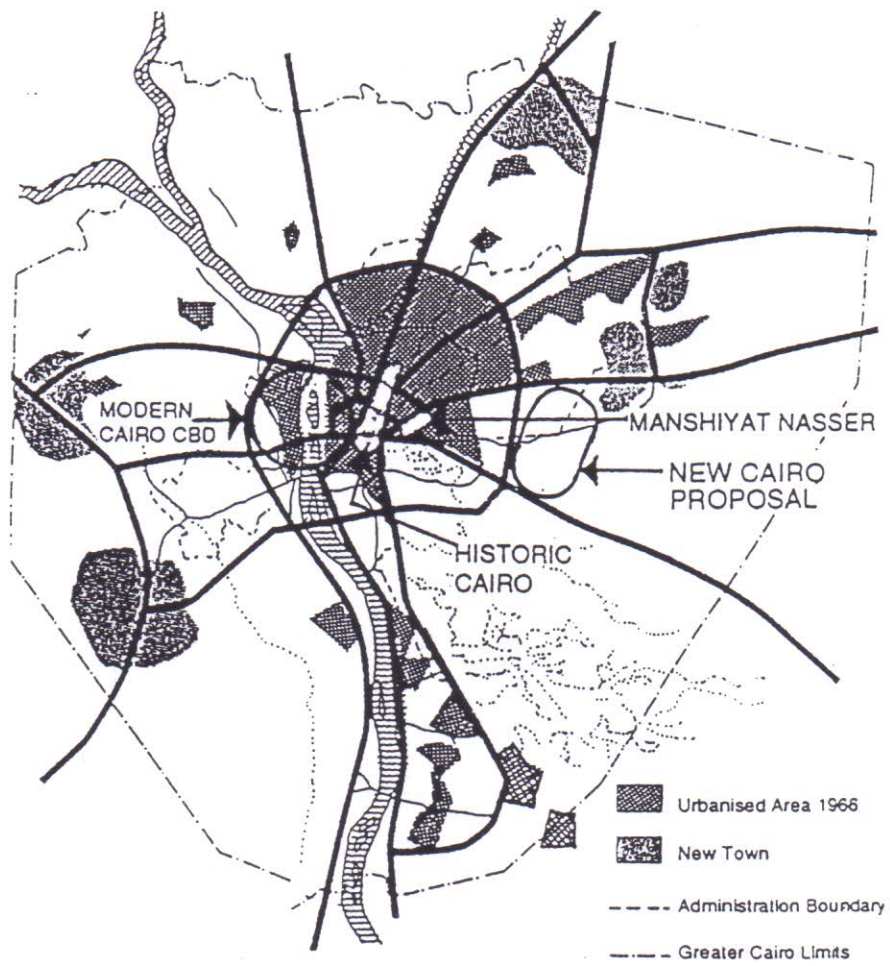 MODERN
CAIRO CBD
MANSHIYAT NASSER
NEW CAIRO
PROPOSAL
HISTORIC
CAIRO
Urbanised Area 1966
New Town
Administration Boundary
Greater Cairo Limits